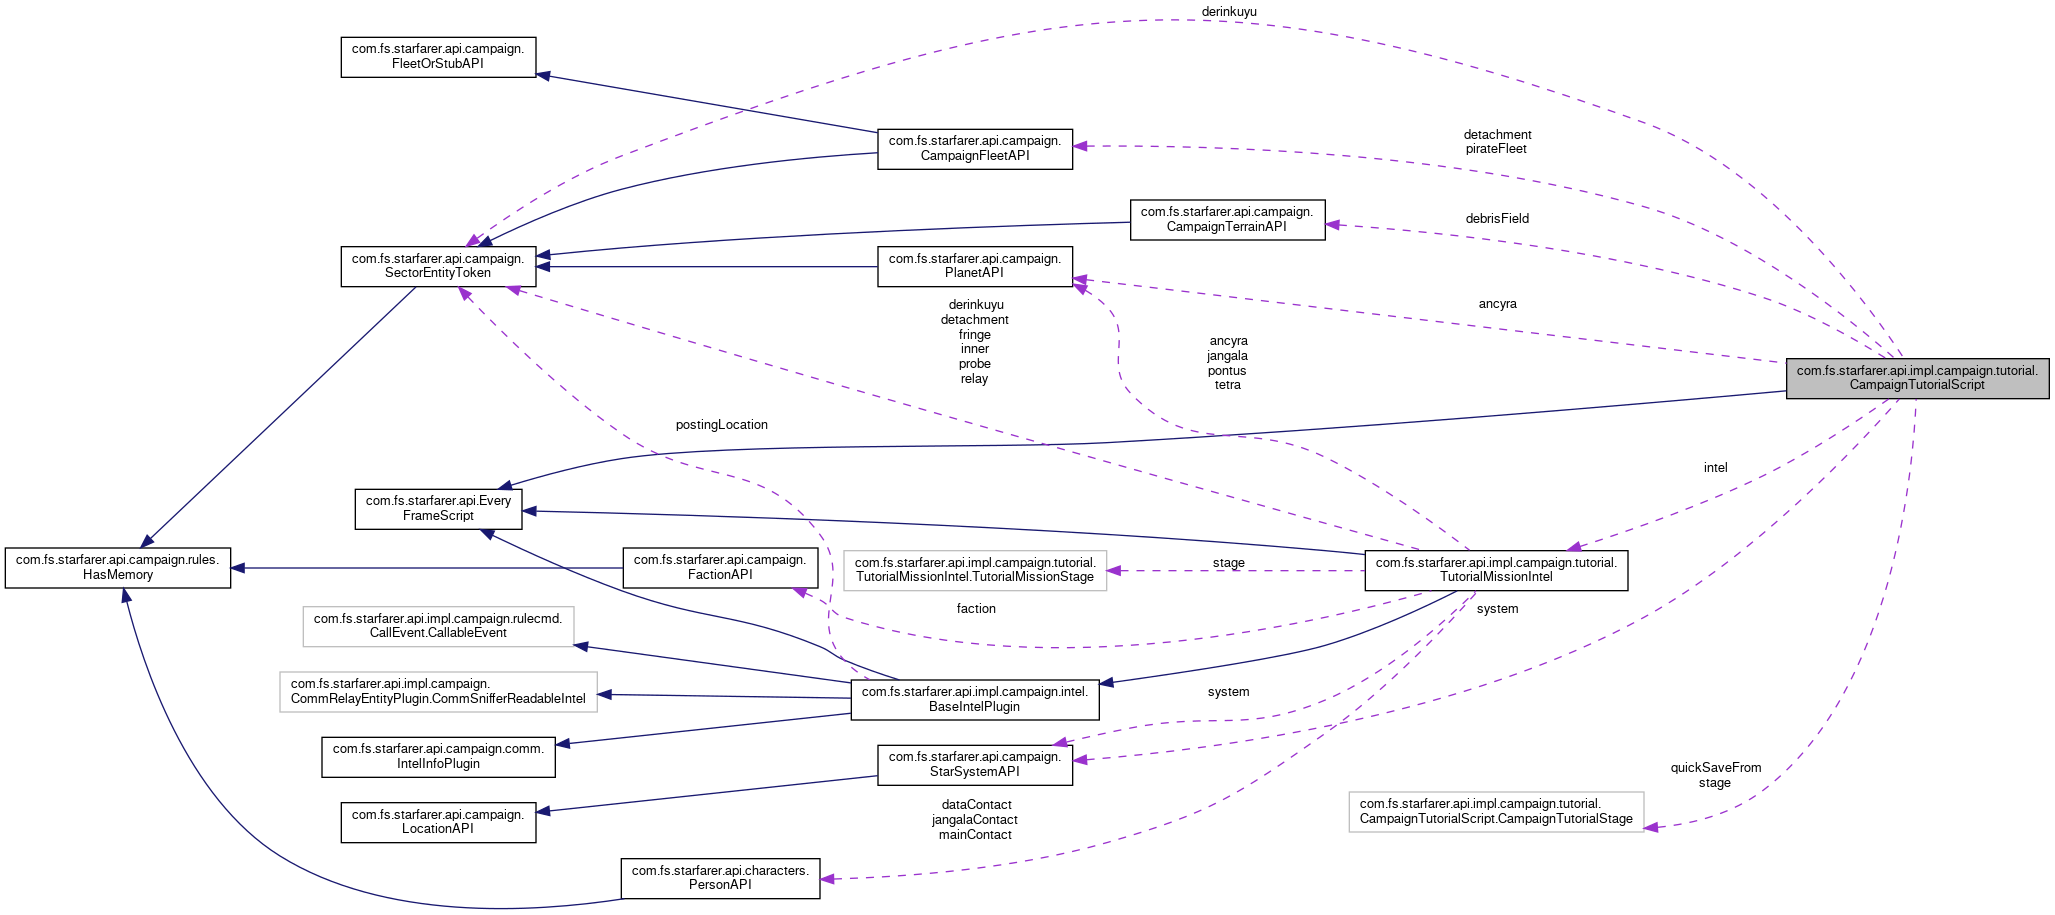 derinkuyu
com.fs.starfarer.api.campaign.
FleetOrStubAPI
com.fs.starfarer.api.campaign.
CampaignFleetAPI
detachment
pirateFleet
com.fs.starfarer.api.campaign.
CampaignTerrainAPI
debrisField
com.fs.starfarer.api.campaign.
SectorEntityToken
com.fs.starfarer.api.campaign.
PlanetAPI
ancyra
derinkuyu
detachment
fringe
inner
probe
relay
ancyra
jangala
pontus
tetra
com.fs.starfarer.api.impl.campaign.tutorial.
CampaignTutorialScript
postingLocation
intel
com.fs.starfarer.api.Every
FrameScript
com.fs.starfarer.api.campaign.rules.
HasMemory
com.fs.starfarer.api.campaign.
FactionAPI
com.fs.starfarer.api.impl.campaign.tutorial.
TutorialMissionIntel.TutorialMissionStage
stage
com.fs.starfarer.api.impl.campaign.tutorial.
TutorialMissionIntel
faction
system
com.fs.starfarer.api.impl.campaign.rulecmd.
CallEvent.CallableEvent
com.fs.starfarer.api.impl.campaign.
CommRelayEntityPlugin.CommSnifferReadableIntel
com.fs.starfarer.api.impl.campaign.intel.
BaseIntelPlugin
system
com.fs.starfarer.api.campaign.comm.
IntelInfoPlugin
com.fs.starfarer.api.campaign.
StarSystemAPI
quickSaveFrom
stage
com.fs.starfarer.api.campaign.
LocationAPI
dataContact
jangalaContact
mainContact
com.fs.starfarer.api.impl.campaign.tutorial.
CampaignTutorialScript.CampaignTutorialStage
com.fs.starfarer.api.characters.
PersonAPI